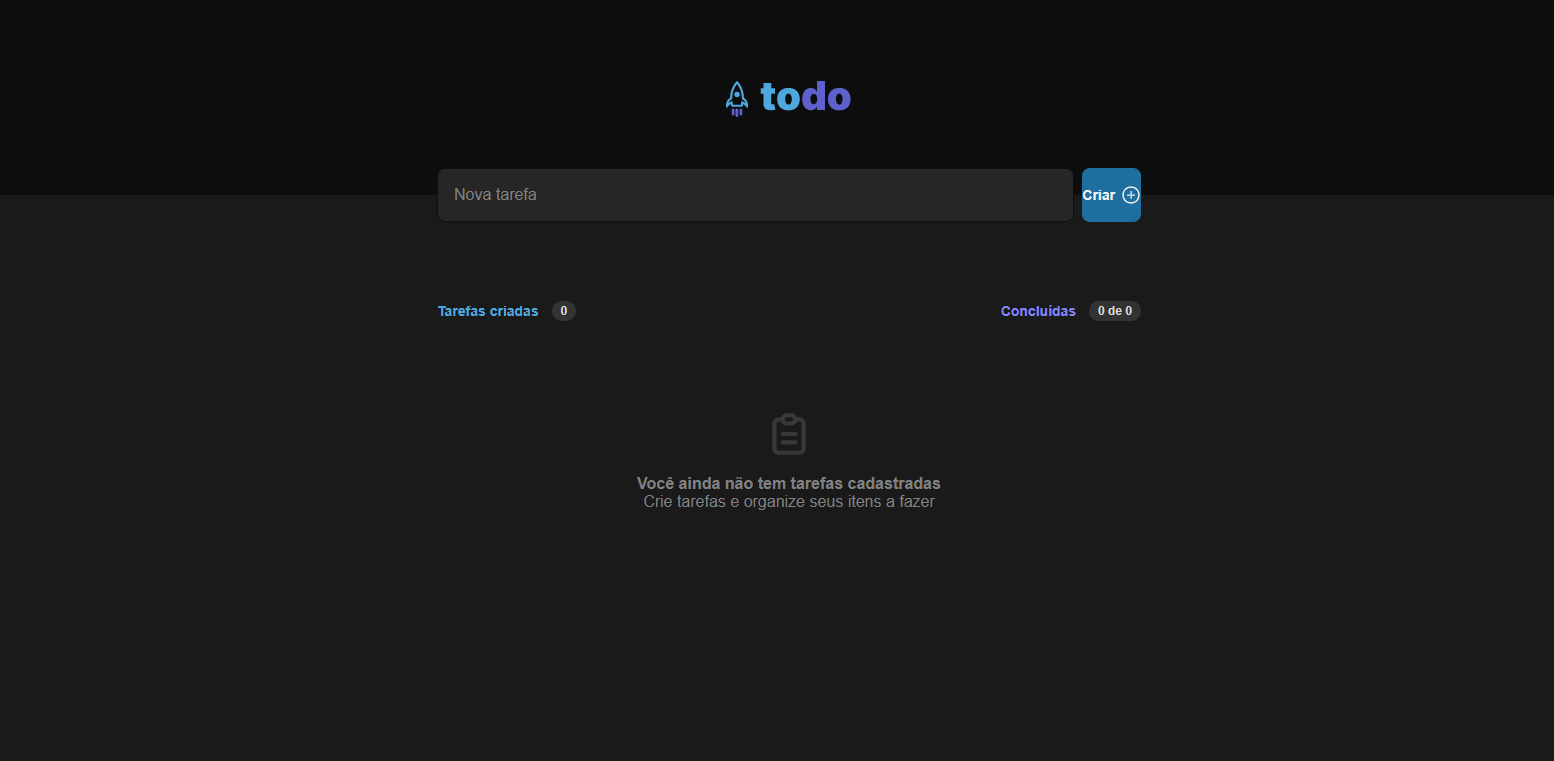 todo
Nova tarefa
Criar
Tarefas criadas 0
Concluídas 0 de 0
Você ainda não tem tarefas cadastradas
Crie tarefas e organize seus itens a fazer